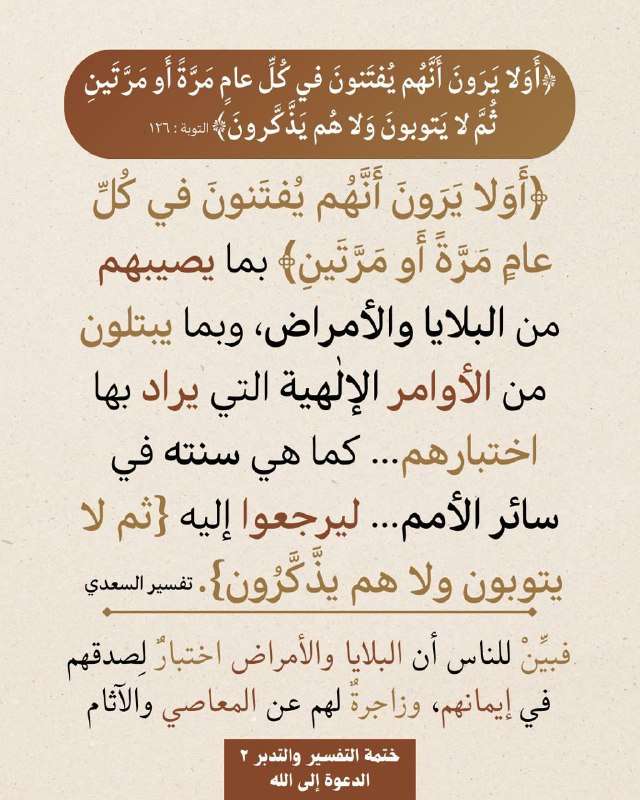 ﴿أَوَلا يَرَونَ أَنَّهُم يُفتَنونَ في كُلِّ عامٍ مَرَّةً أَو مَرَّتَينِ
ثُمَّ لا يَتوبونَ وَلا هُم يَذَّكَّرونَ﴾ التوبة : ١٢٦
﴿أَوَلا يَرَونَ أَنَّهُم يُفتَنونَ في كُلِّ
عامٍ مَرَّةً أَو مَرَّتَينِ﴾ بما يصيبهم
من البلايا والأمراض، وبما يبتلون
من الأوامر الإلٰهية التي يراد بها
اختبارهم... كما هي سنته في
سائر الأمم... ليرجعوا إليه {ثم لا
يتوبون ولا هم يذَّكَّرُون}. تفسير السعدي
فبيِّنْ للناس أن البلايا والأمراض اختبارٌ لِصدقهم
في إيمانهم، وزاجرةٌ لهم عن المعاصي والآثام
ختمة التفسير والتدبر ٢
الدعوة إلى الله